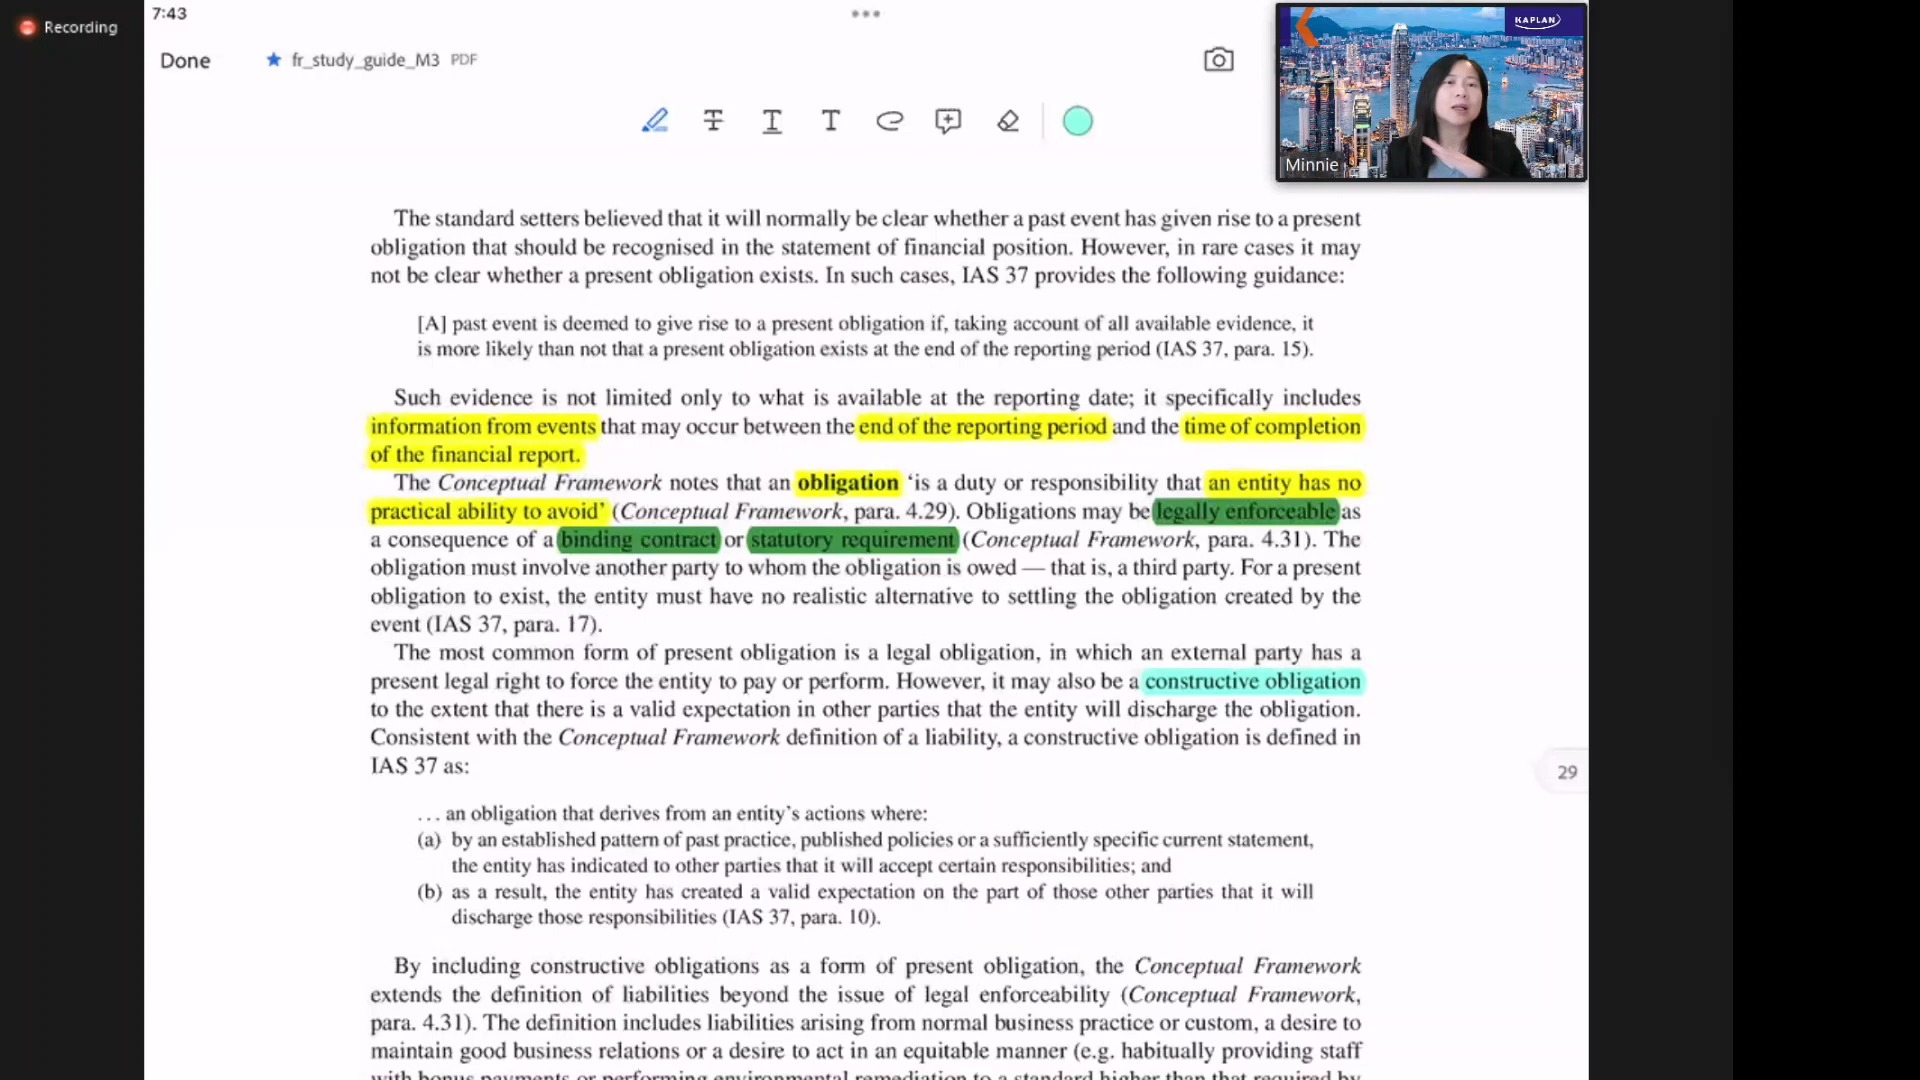 Recording
7:43
Done
fr_study_guide_M3 PDF
KAPLAN
Minnie
The standard setters believed that it will normally be clear whether a past event has given rise to a present
obligation that should be recognised in the statement of financial position. However, in rare cases it may
not be clear whether a present obligation exists. In such cases, IAS 37 provides the following guidance:
[A] past event is deemed to give rise to a present obligation if, taking account of all available evidence, it
is more likely than not that a present obligation exists at the end of the reporting period (IAS 37, para. 15).
Such evidence is not limited only to what is available at the reporting date; it specifically includes
information from events that may occur between the end of the reporting period and the time of completion
of the financial report.
The Conceptual Framework notes that an obligation ‘is a duty or responsibility that an entity has no
practical ability to avoid’ (Conceptual Framework, para. 4.29). Obligations may be legally enforceable as
a consequence of a binding contract or statutory requirement (Conceptual Framework, para. 4.31). The
obligation must involve another party to whom the obligation is owed — that is, a third party. For a present
obligation to exist, the entity must have no realistic alternative to settling the obligation created by the
event (IAS 37, para. 17).
The most common form of present obligation is a legal obligation, in which an external party has a
present legal right to force the entity to pay or perform. However, it may also be a constructive obligation
to the extent that there is a valid expectation in other parties that the entity will discharge the obligation.
Consistent with the Conceptual Framework definition of a liability, a constructive obligation is defined in
IAS 37 as:
29
... an obligation that derives from an entity’s actions where:
(a) by an established pattern of past practice, published policies or a sufficiently specific current statement,
the entity has indicated to other parties that it will accept certain responsibilities; and
(b) as a result, the entity has created a valid expectation on the part of those other parties that it will
discharge those responsibilities (IAS 37, para. 10).
By including constructive obligations as a form of present obligation, the Conceptual Framework
extends the definition of liabilities beyond the issue of legal enforceability (Conceptual Framework,
para. 4.31). The definition includes liabilities arising from normal business practice or custom, a desire to
maintain good business relations or a desire to act in an equitable manner (e.g. habitually providing staff
with bonus payments or performing environmental remediation to a standard higher than that required by